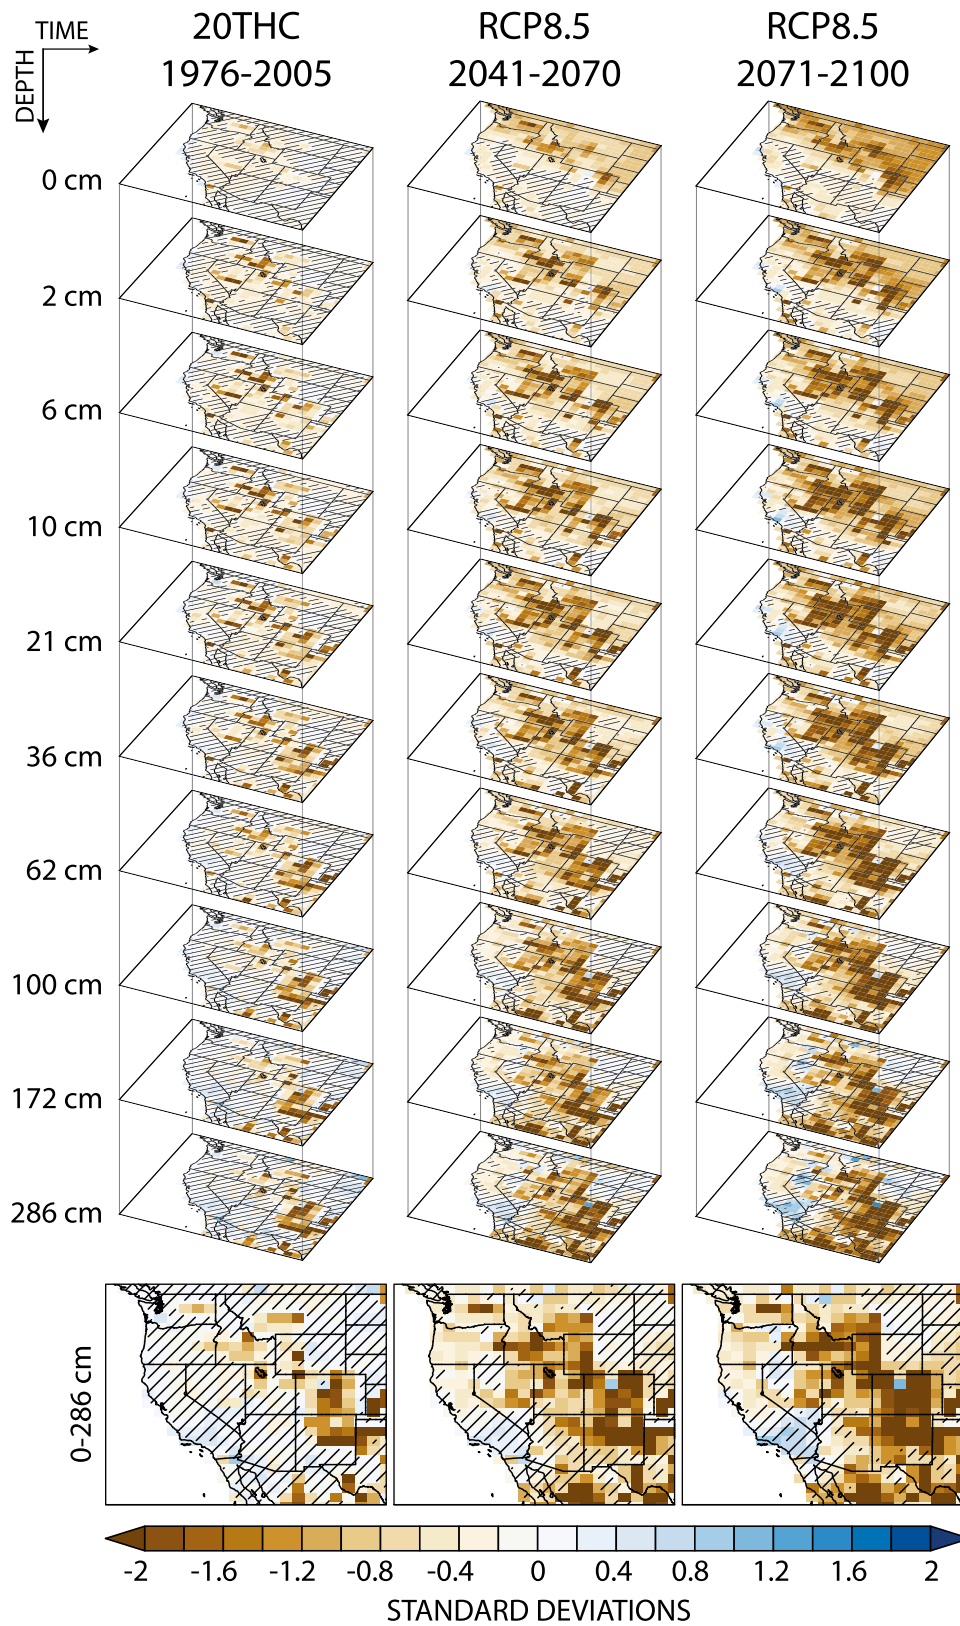 TIME
DEPTH
20THC
1976-2005
RCP8.5
2041-2070
RCP8.5
2071-2100
0 cm
2 cm
6 cm
10 cm
21 cm
36 cm
62 cm
100 cm
172 cm
286 cm
0-286 cm
-2 -1.6 -1.2 -0.8 -0.4 0 0.4 0.8 1.2 1.6 2
STANDARD DEVIATIONS